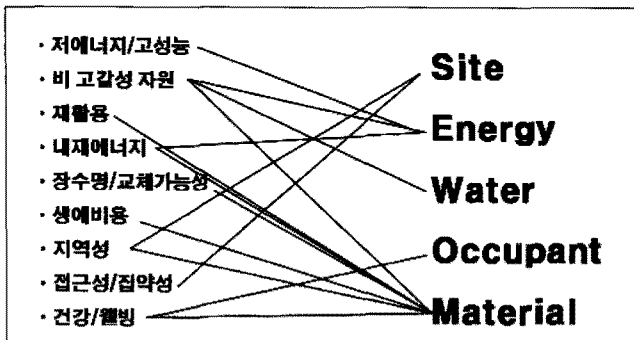 · 저에너지/고성능
· 비 고갈성 자원
· 재활용
· 내재에너지
· 장수명/교체가능성
· 생애비용
· 지역성
· 접근성/집약성
· 건강/웰빙
Site
Energy
Water
Occupant
Material